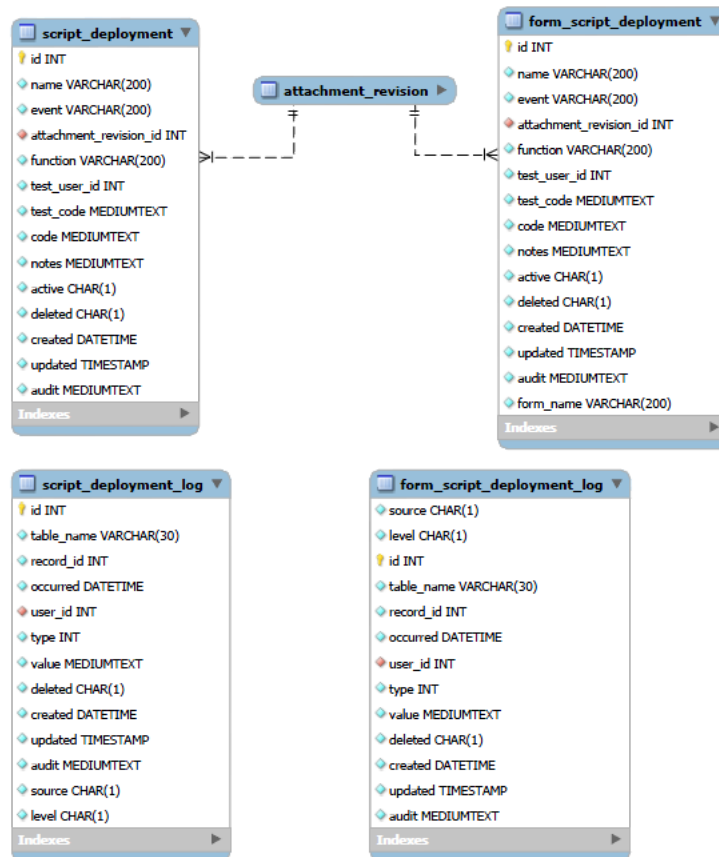 script_deployment
id INT
name VARCHAR(200)
event VARCHAR(200)
attachment_revision_id INT
function VARCHAR(200)
test_user_id INT
test_code MEDIUMTEXT
code MEDIUMTEXT
notes MEDIUMTEXT
active CHAR(1)
deleted CHAR(1)
created DATETIME
updated TIMESTAMP
audit MEDIUMTEXT
Indexes
attachment_revision
form_script_deployment
id INT
name VARCHAR(200)
event VARCHAR(200)
attachment_revision_id INT
function VARCHAR(200)
test_user_id INT
test_code MEDIUMTEXT
code MEDIUMTEXT
notes MEDIUMTEXT
active CHAR(1)
deleted CHAR(1)
created DATETIME
updated TIMESTAMP
audit MEDIUMTEXT
form_name VARCHAR(200)
Indexes
script_deployment_log
id INT
table_name VARCHAR(30)
record_id INT
occurred DATETIME
user_id INT
type INT
value MEDIUMTEXT
deleted CHAR(1)
created DATETIME
updated TIMESTAMP
audit MEDIUMTEXT
source CHAR(1)
level CHAR(1)
Indexes
form_script_deployment_log
source CHAR(1)
level CHAR(1)
id INT
table_name VARCHAR(30)
record_id INT
occurred DATETIME
user_id INT
type INT
value MEDIUMTEXT
deleted CHAR(1)
created DATETIME
updated TIMESTAMP
audit MEDIUMTEXT
Indexes